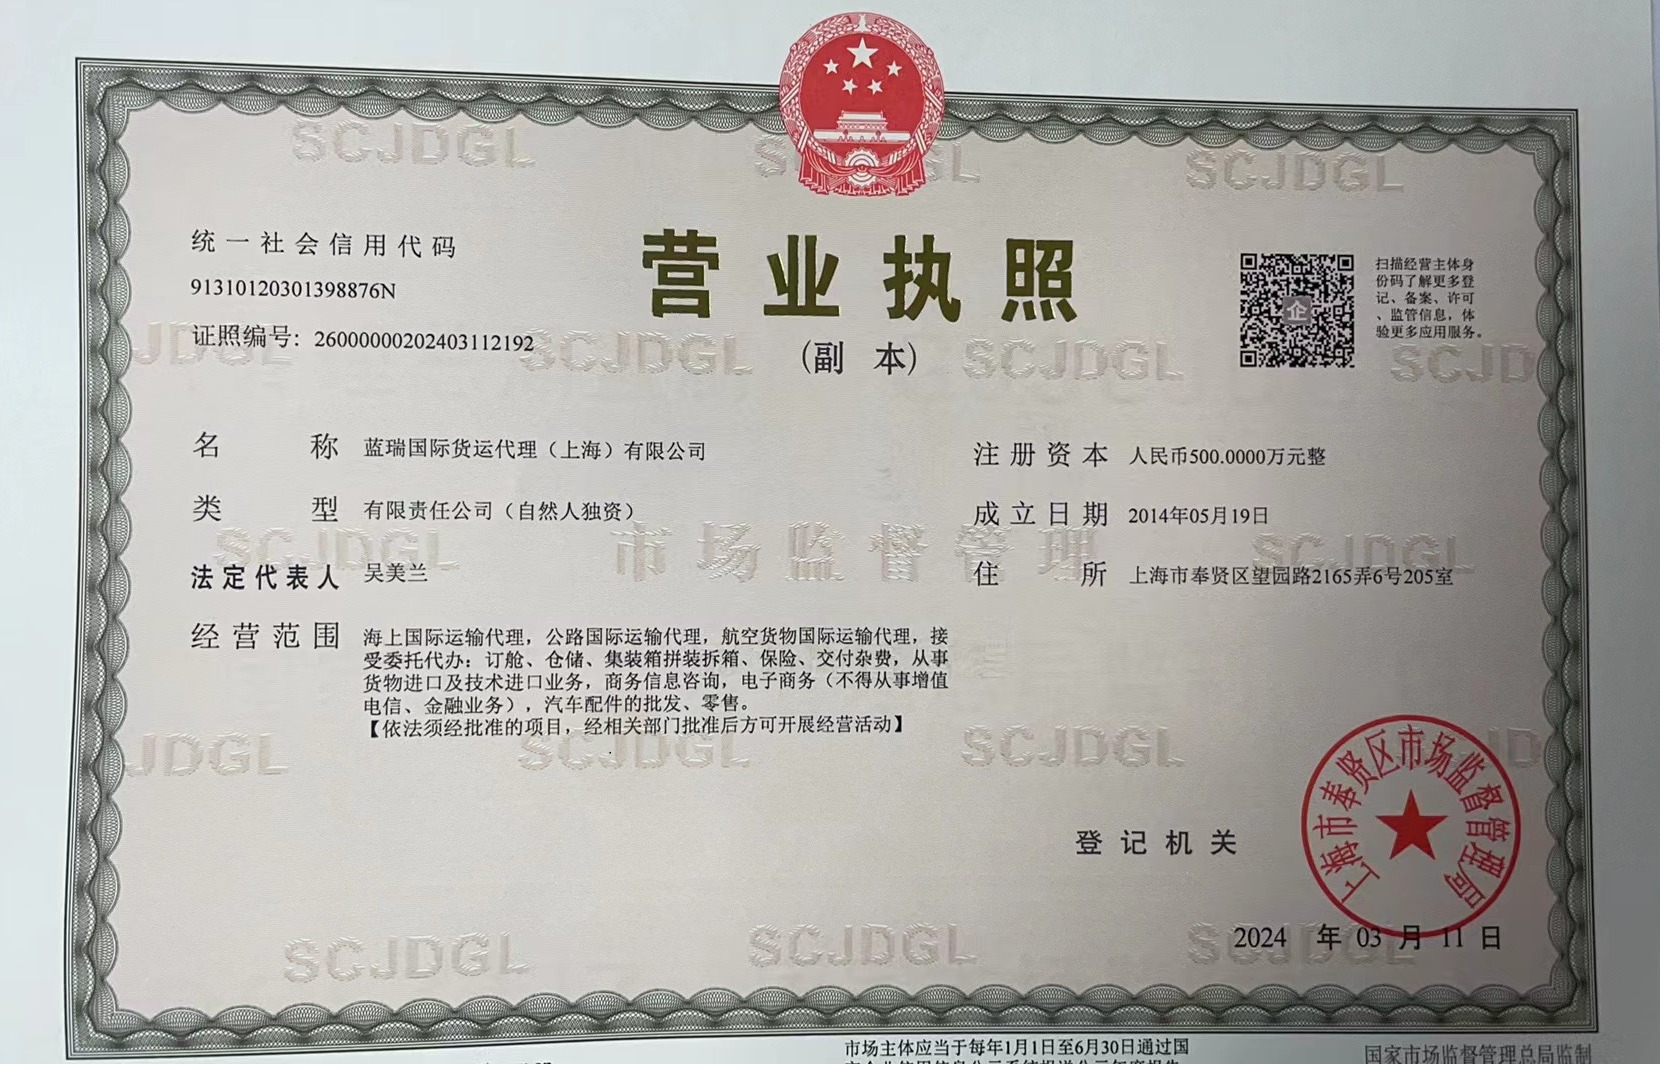 统一社会信用代码
91310120301398876N
证照编号：26000000202403112192
营业执照
（副 本）
扫描经营主体身
份码了解更多登
记、备案、许可
、监管信息，体
验更多应用服务。
名 称 蓝瑞国际货运代理（上海）有限公司
类 型 有限责任公司（自然人独资）
法定代表人 吴美兰
经营范围 海上国际运输代理，公路国际运输代理，航空货物国际运输代理，接
受委托代办：订舱、仓储、集装箱拼装拆箱、保险、交付杂费，从事
货物进口及技术进口业务，商务信息咨询，电子商务（不得从事增值
电信、金融业务），汽车配件的批发、零售。
【依法须经批准的项目，经相关部门批准后方可开展经营活动】
注册资本 人民币500.0000万元整
成立日期 2014年05月19日
住 所 上海市奉贤区望园路2165弄6号205室
登记机关
上海市奉贤区市场监督管理局
2024 年 03 月 11 日
SCJDGL
市场监督管理
市场主体应当于每年1月1日至6月30日通过国
国家市场监督管理总局监制